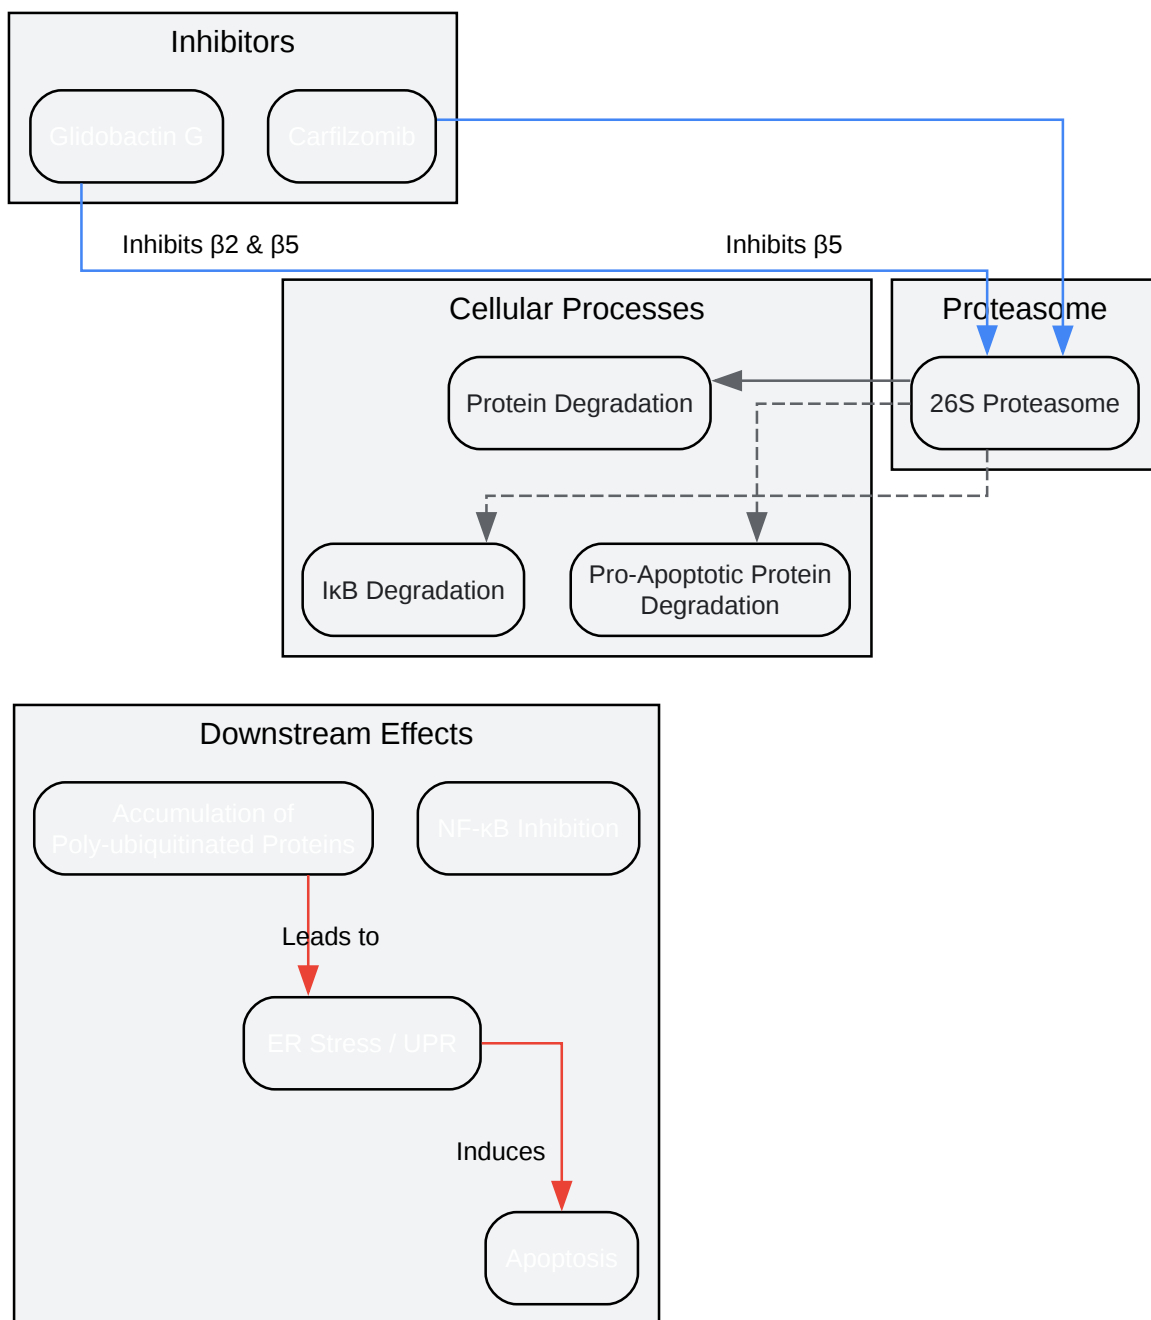 Inhibitors
Glidobactin G
Carfilzomib
Inhibits β2 & β5
Inhibits β5
Cellular Processes
Proteasome
Protein Degradation
26S Proteasome
IκB Degradation
Pro-Apoptotic Protein
Degradation
Downstream Effects
Accumulation of
Poly-ubiquitinated Proteins
NF-κB Inhibition
Leads to
ER Stress / UPR
Induces
Apoptosis